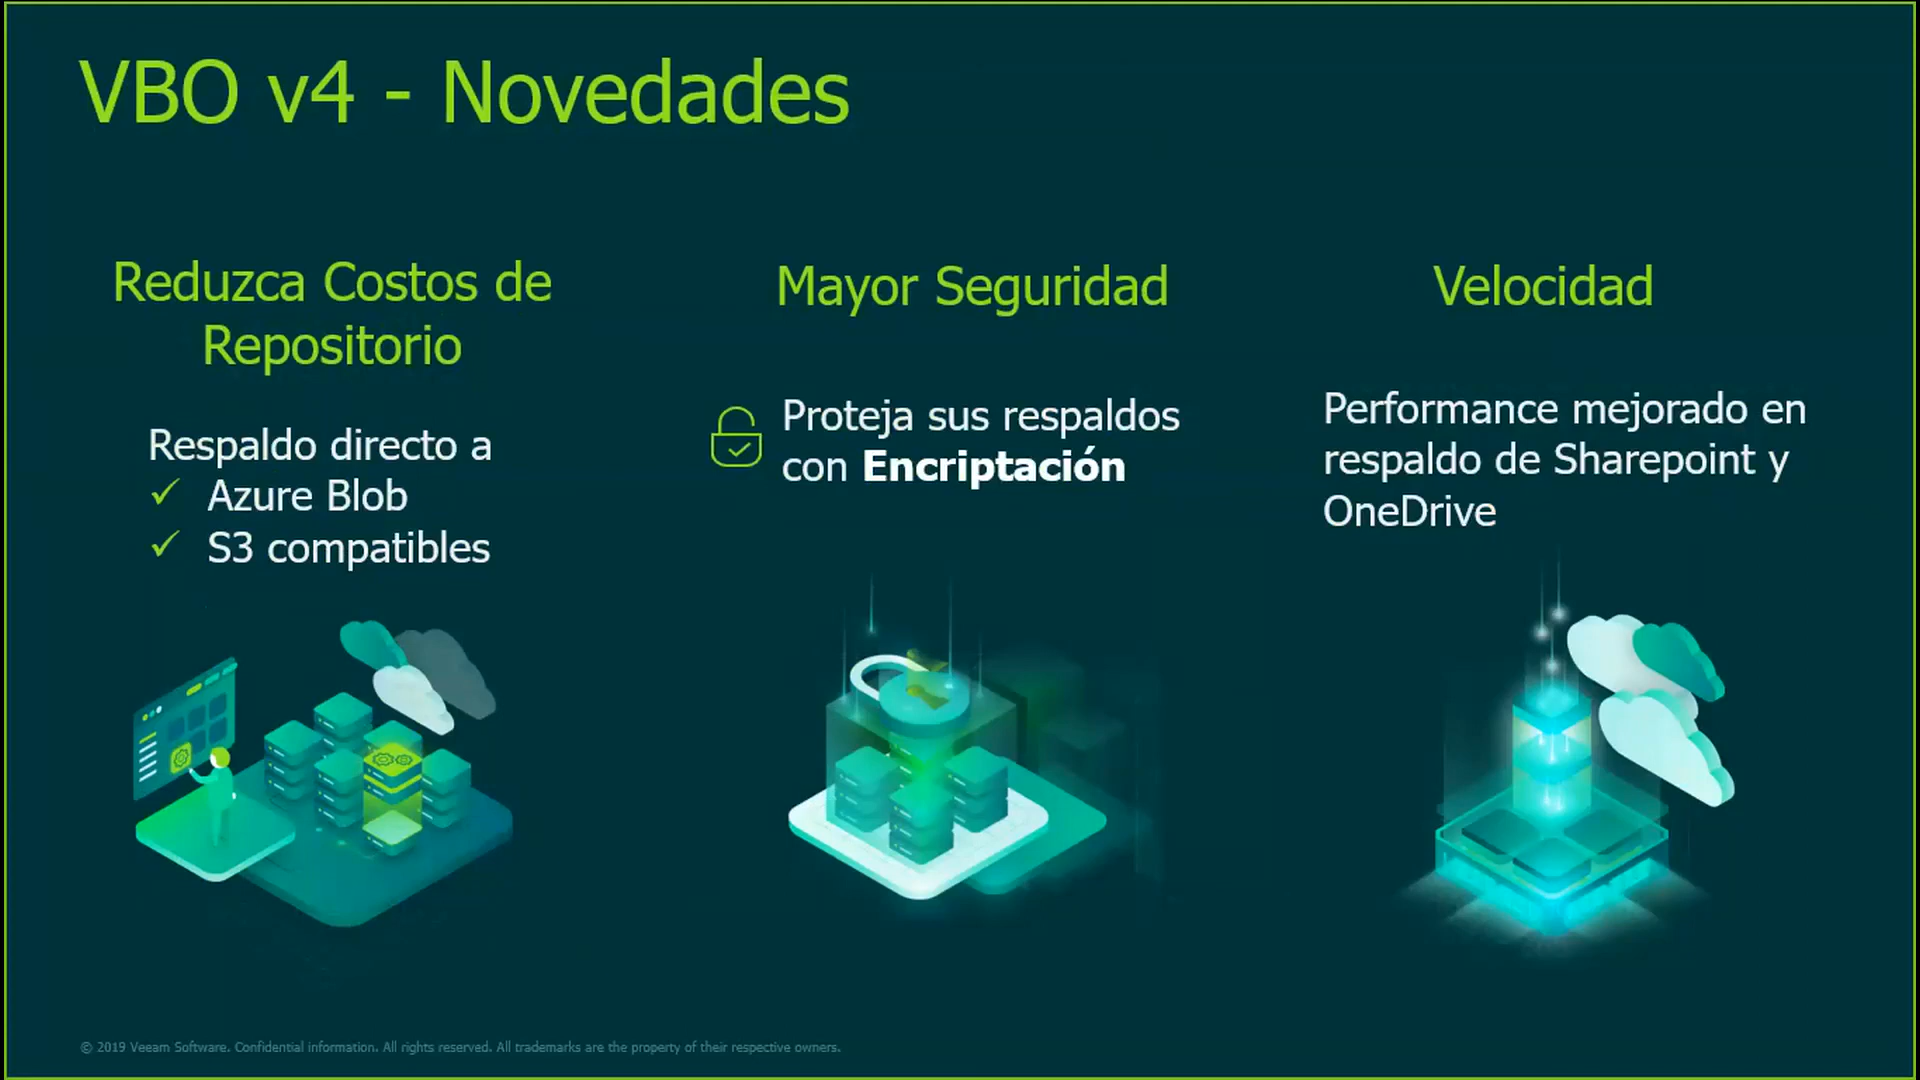 VBO v4 - Novedades
Reduzca Costos de
Repositorio
Respaldo directo a
Azure Blob
S3 compatibles
Mayor Seguridad
Proteja sus respaldos
con Encriptación
Velocidad
Performance mejorado en
respaldo de Sharepoint y
OneDrive
© 2019 Veeam Software. Confidential information. All rights reserved. All trademarks are the property of their respective owners.